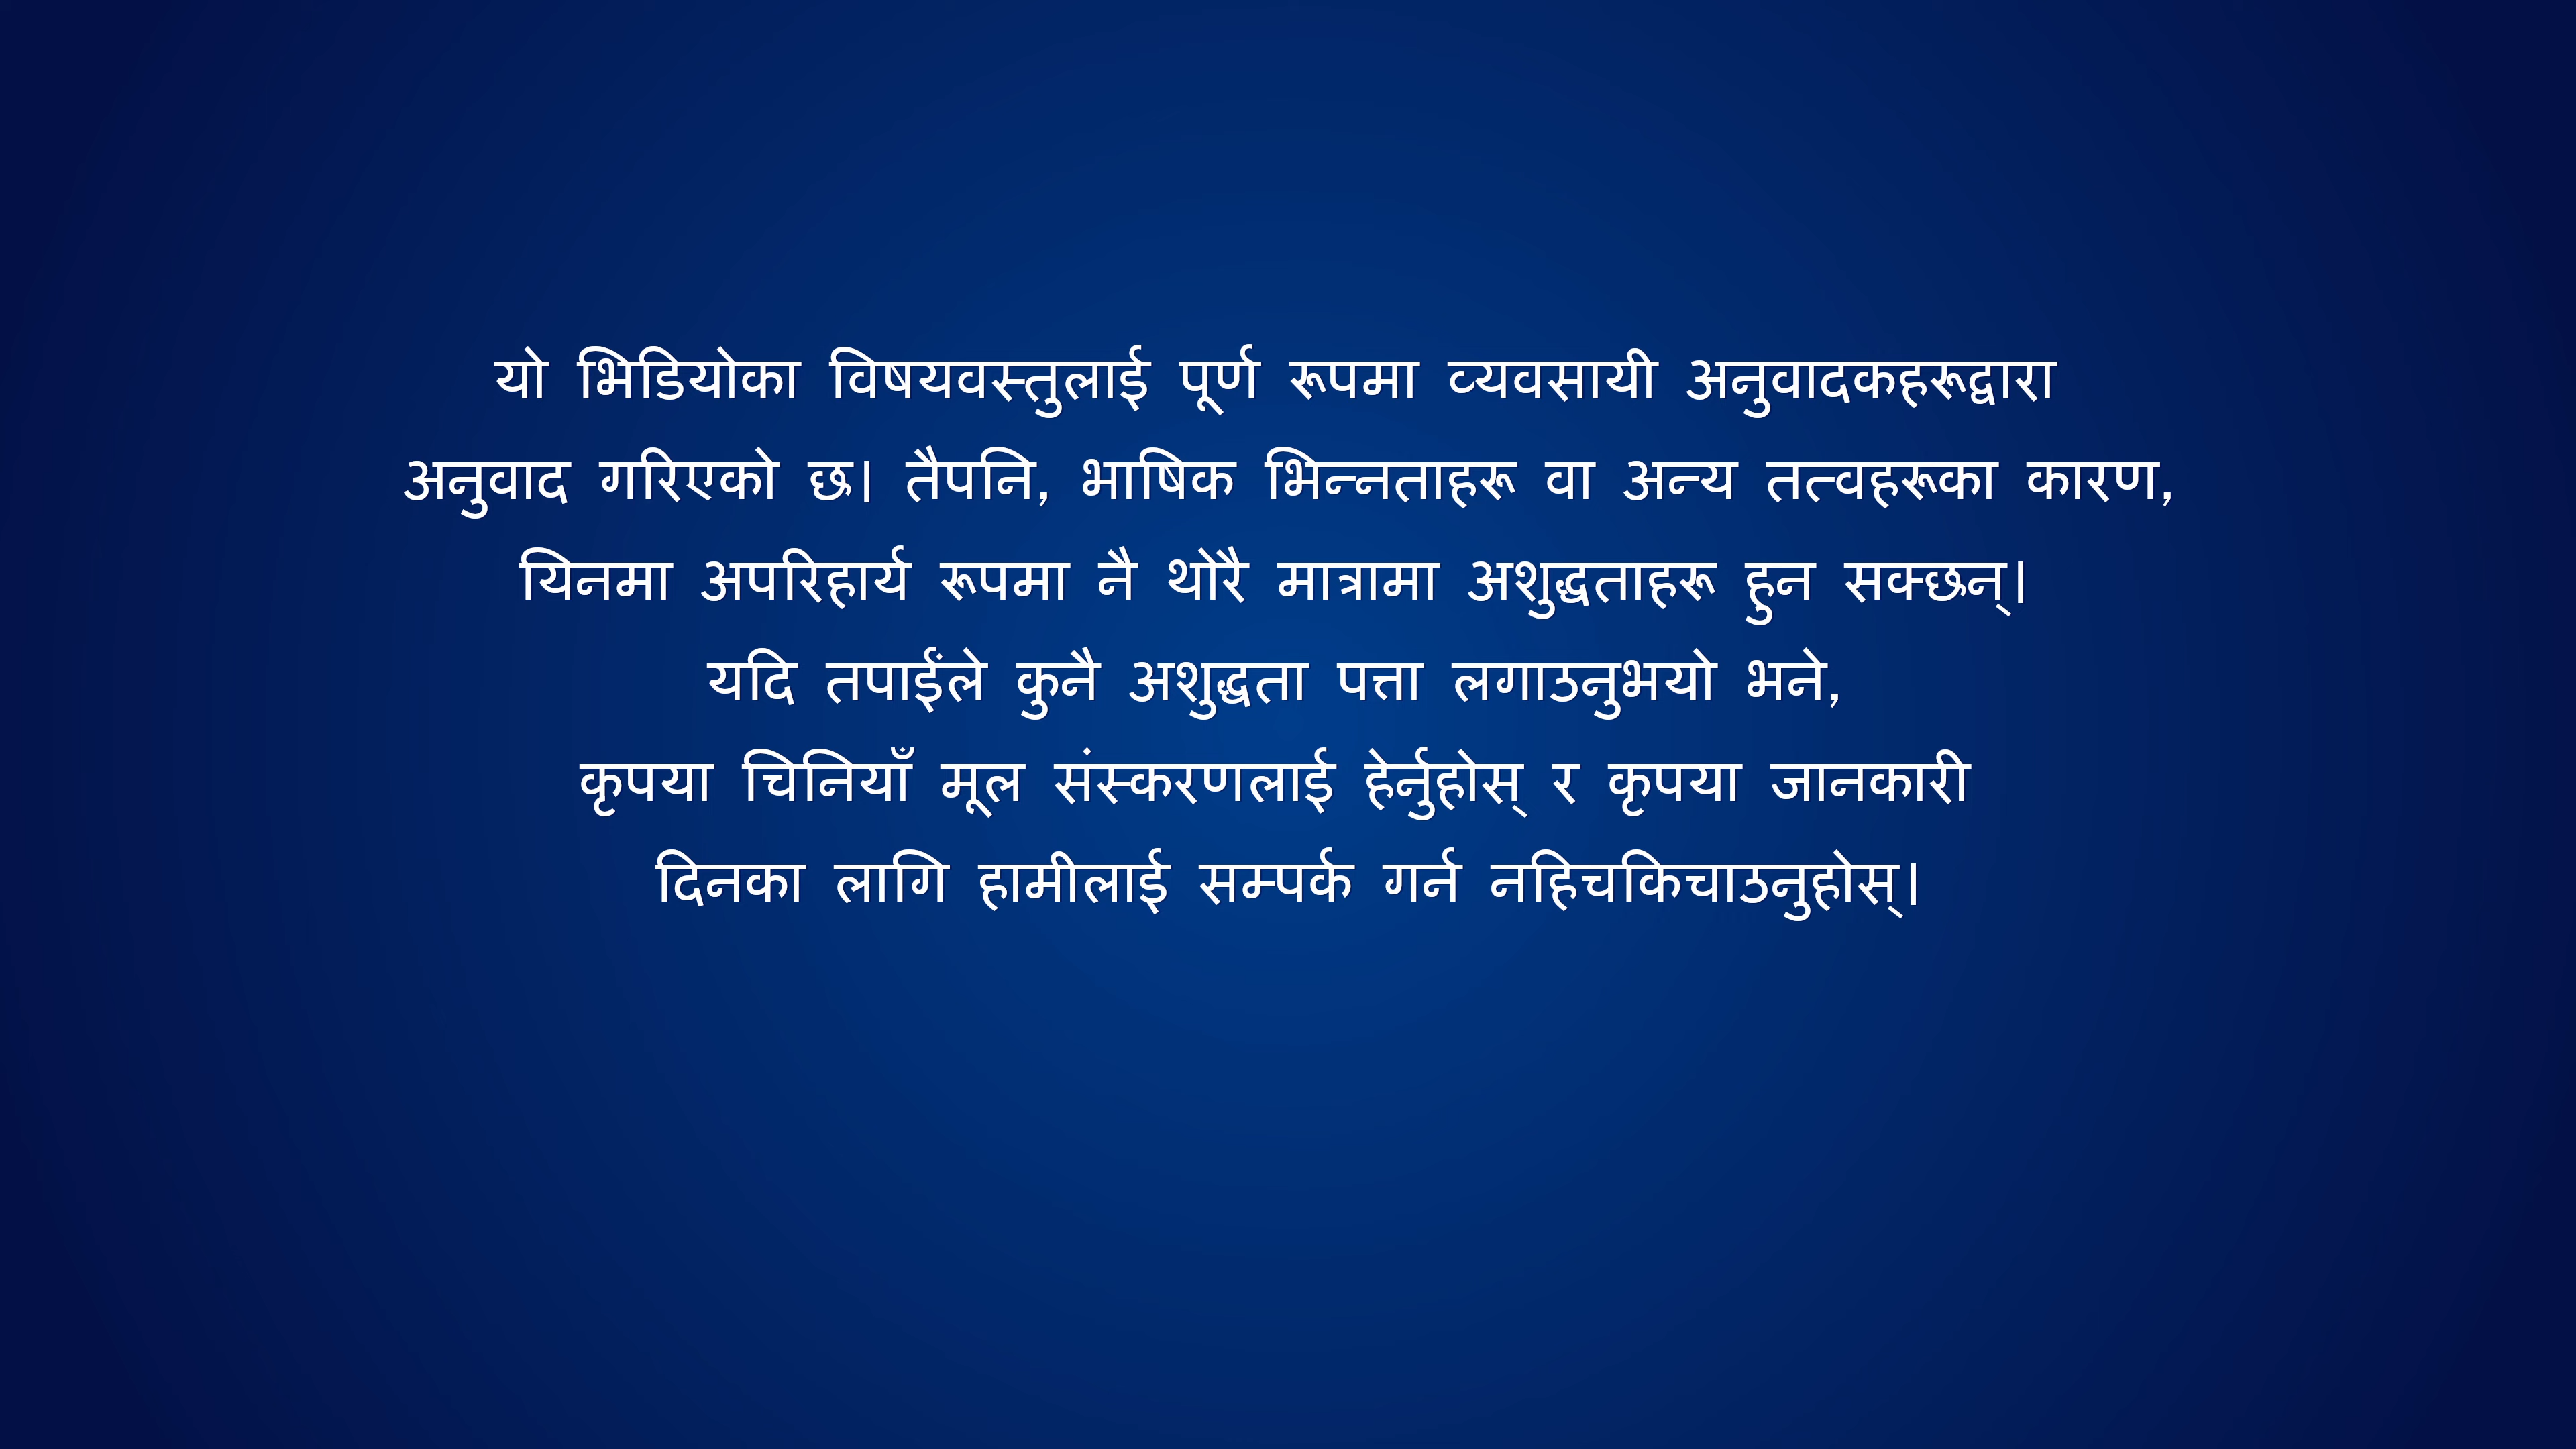 यो भिडियोका विषयवस्तुलाई पूर्ण रूपमा व्यवसायी अनुवादकहरूद्वारा
अनुवाद गरिएको छ। तैपनि, भाषिक भिन्नताहरू वा अन्य तत्वहरूका कारण,
यिनमा अपरिहार्य रूपमा नै थोरै मात्रामा अशुद्धताहरू हुन सक्छन्।
यदि तपाईंले कुनै अशुद्धता पत्ता लगाउनुभयो भने,
कृपया चिनियाँ मूल संस्करणलाई हेर्नुहोस् र कृपया जानकारी
दिनका लागि हामीलाई सम्पर्क गर्न नहिचकिचाउनुहोस्।